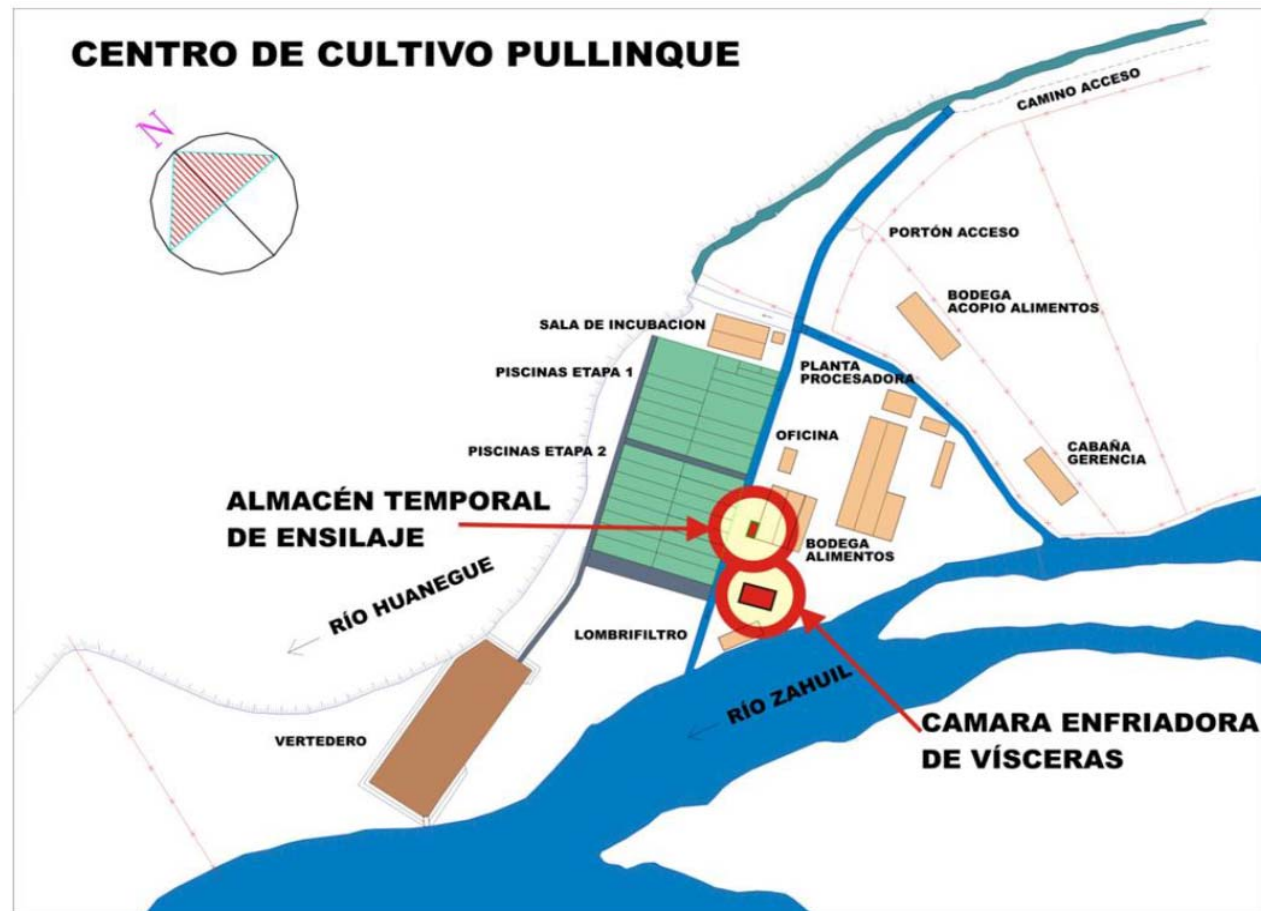 CENTRO DE CULTIVO PULLINQUE
N
CAMINO ACCESO
PORTÓN ACCESO
BODEGA
ACOPIO ALIMENTOS
SALA DE INCUBACION
PISCINAS ETAPA 1
PLANTA
PROCESADORA
OFICINA
PISCINAS ETAPA 2
CABAÑA
GERENCIA
ALMACÉN TEMPORAL
DE ENSILAJE
BODEGA
ALIMENTOS
RÍO HUANEGUE
LOMBRIFILTRO
RÍO ZAHUIL
VERTEDERO
CAMARA ENFRIADORA
DE VÍSCERAS